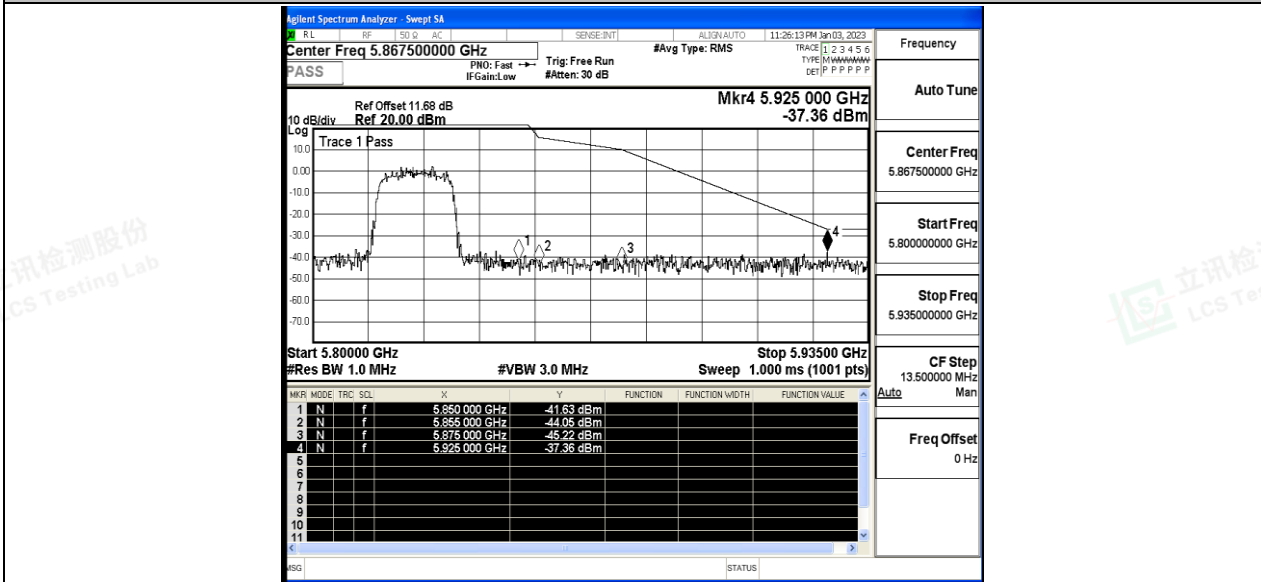 Agilent Spectrum Analyzer - Swept SA
RL RF 50 Ω AC SENSE:INT ALIGN AUTO 11:26:13 PM Jan 03, 2023
Center Freq 5.867500000 GHz #Avg Type: RMS TRACE 1 2 3 4 5 6
PNO: Fast Trig: Free Run TYPE M WWWWW
PASS IFGain:Low #Atten: 30 dB DET P P P P P P
Ref Offset 11.68 dB Mkr4 5.925 000 GHz
10 dB/div Ref 20.00 dBm -37.36 dBm
Log
Trace 1 Pass
10.0
0.00
-10.0
-20.0
-30.0
-40.0
-50.0
-60.0
-70.0
1
2
3
4
Start 5.80000 GHz Stop 5.93500 GHz
#Res BW 1.0 MHz #VBW 3.0 MHz Sweep 1.000 ms (1001 pts)
MKR MODE TRC SCL X Y FUNCTION FUNCTION WIDTH FUNCTION VALUE
1 N f 5.850 000 GHz -41.63 dBm
2 N f 5.855 000 GHz -44.05 dBm
3 N f 5.875 000 GHz -45.22 dBm
4 N f 5.925 000 GHz -37.36 dBm
5
6
7
8
9
10
11
MSG STATUS
Frequency
Auto Tune
Center Freq
5.867500000 GHz
Start Freq
5.800000000 GHz
Stop Freq
5.935000000 GHz
CF Step
13.500000 MHz
Auto Man
Freq Offset
0 Hz
讯检测股份
LCS Testing Lab
立讯检
LCS Tes